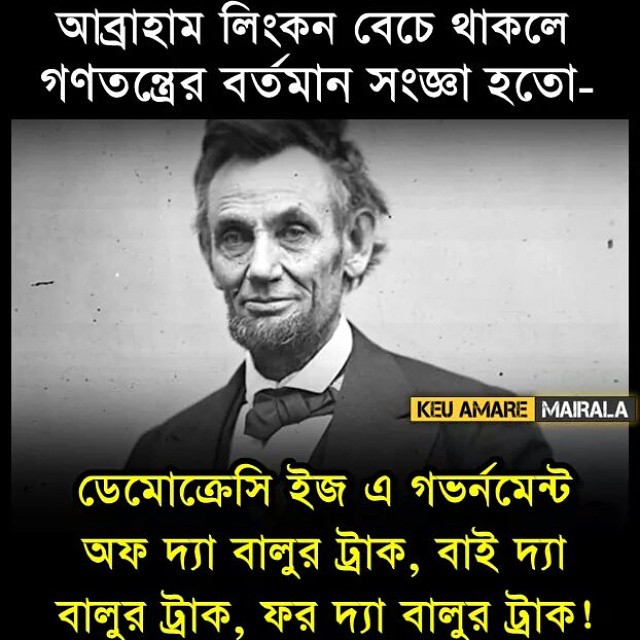 আব্রাহাম লিংকন বেচে থাকলে
গণতন্ত্রের বর্তমান সংজ্ঞা হতো-
KEU AMARE MAIRALA
ডেমোক্রেসি ইজ এ গভর্নমেন্ট
অফ দ্যা বালুর ট্রাক, বাই দ্যা
বালুর ট্রাক, ফর দ্যা বালুর ট্রাক!